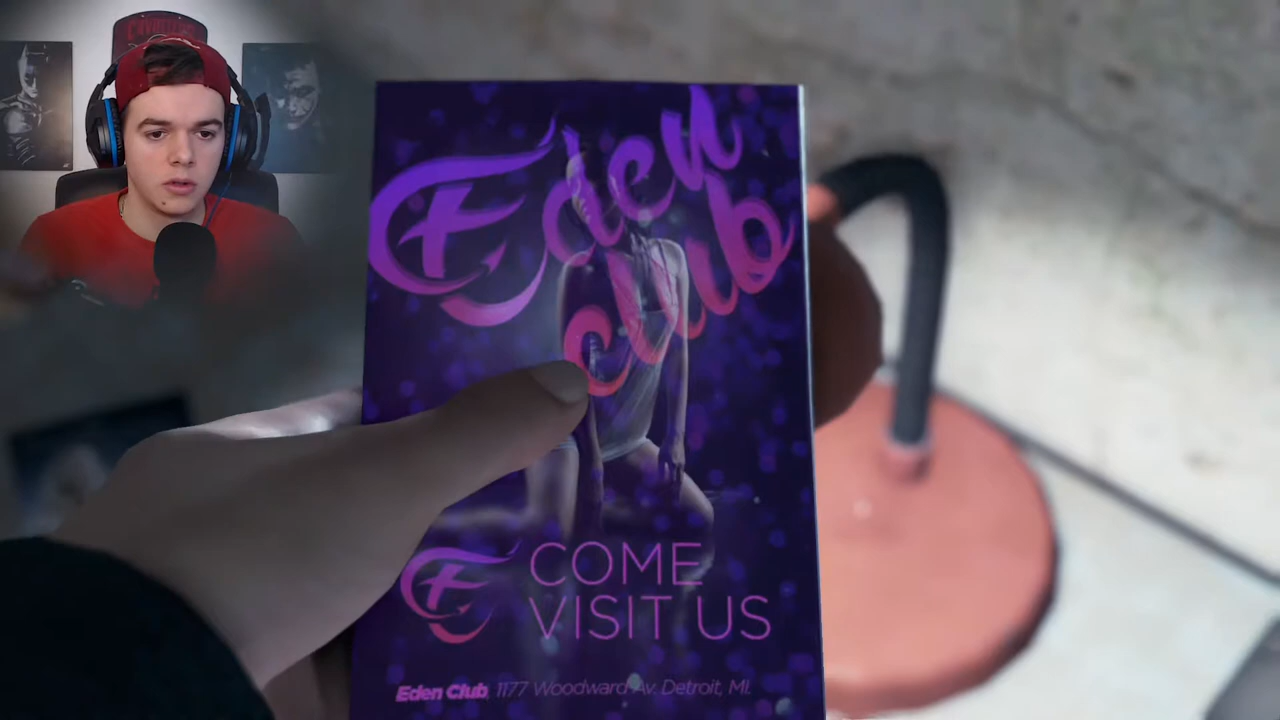 Eden
club
COME
VISIT US
Eden Club, 1177 Woodward Av. Detroit, MI.